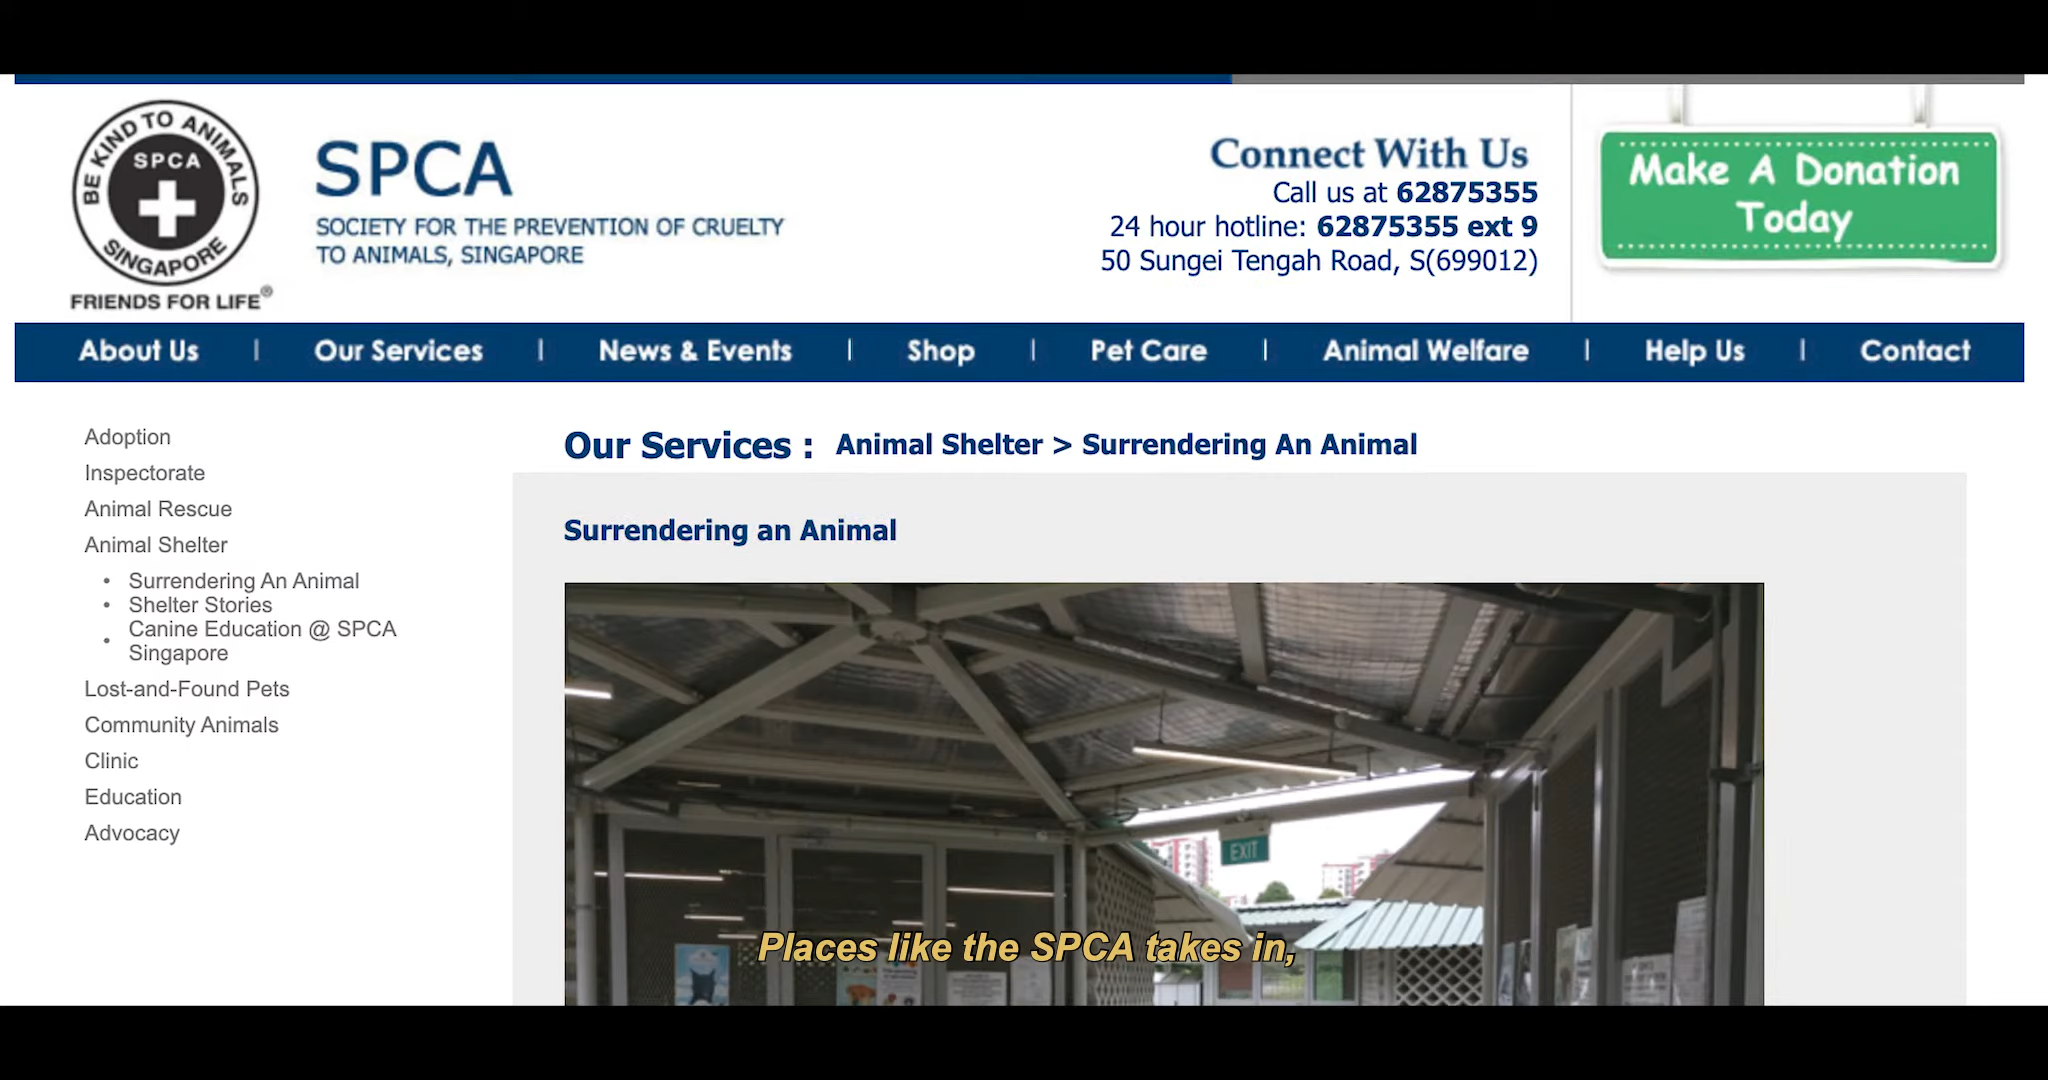 BE KIND TO ANIMALS
SPCA
SINGAPORE
FRIENDS FOR LIFE®
SPCA
SOCIETY FOR THE PREVENTION OF CRUELTY
TO ANIMALS, SINGAPORE
Connect With Us
Call us at 62875355
24 hour hotline: 62875355 ext 9
50 Sungei Tengah Road, S(699012)
Make A Donation
Today
About Us | Our Services | News & Events | Shop | Pet Care | Animal Welfare | Help Us | Contact
Adoption
Inspectorate
Animal Rescue
Animal Shelter
• Surrendering An Animal
• Shelter Stories
• Canine Education @ SPCA
Singapore
Lost-and-Found Pets
Community Animals
Clinic
Education
Advocacy
Our Services : Animal Shelter > Surrendering An Animal
Surrendering an Animal
EXIT
Places like the SPCA takes in,